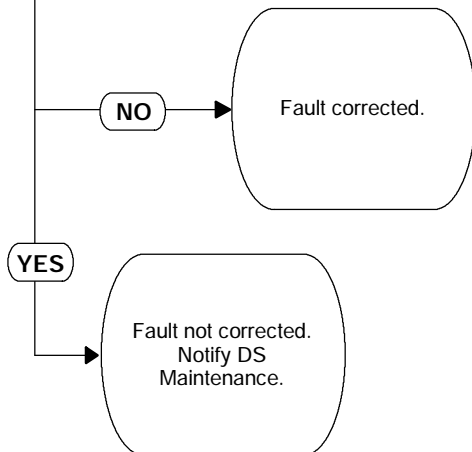 NO
Fault corrected.
YES
Fault not corrected.
Notify DS
Maintenance.